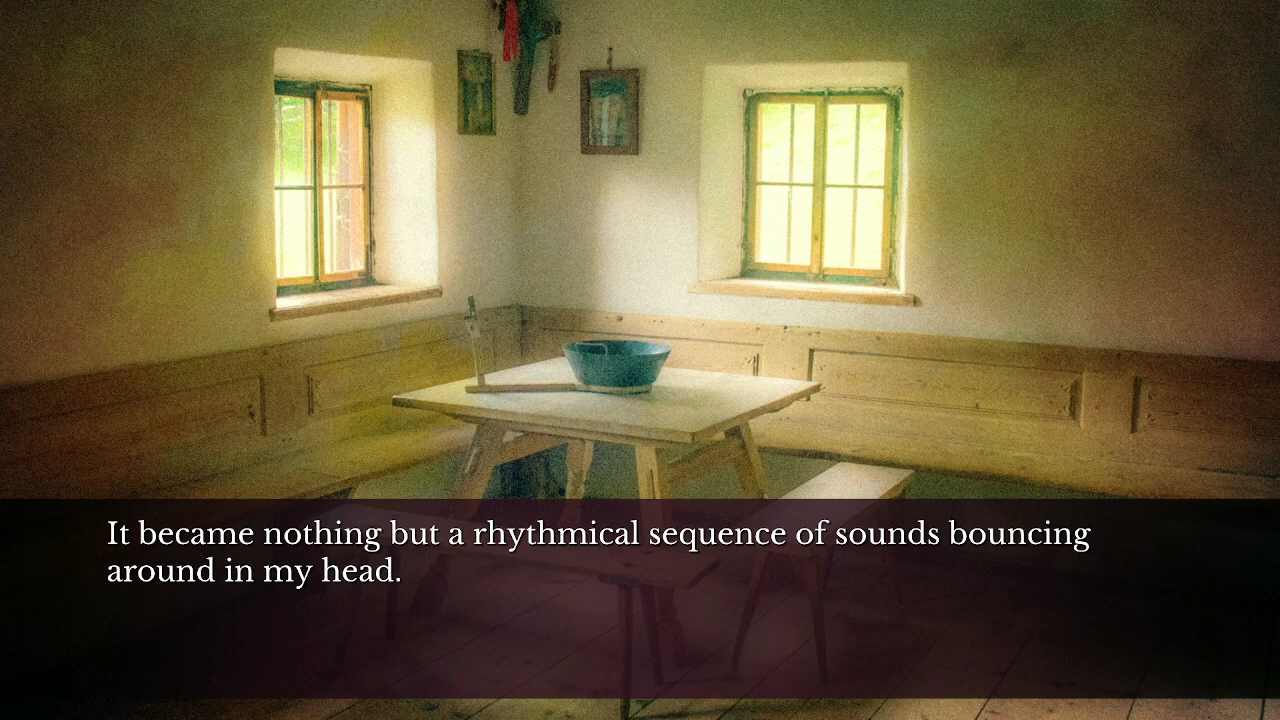 It became nothing but a rhythmical sequence of sounds bouncing
around in my head.